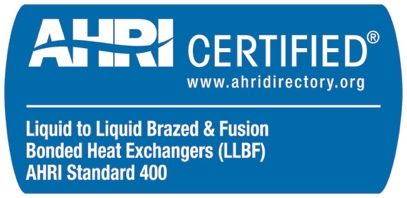 AHRI CERTIFIED®
www.ahridirectory.org
Liquid to Liquid Brazed & Fusion
Bonded Heat Exchangers (LLBF)
AHRI Standard 400